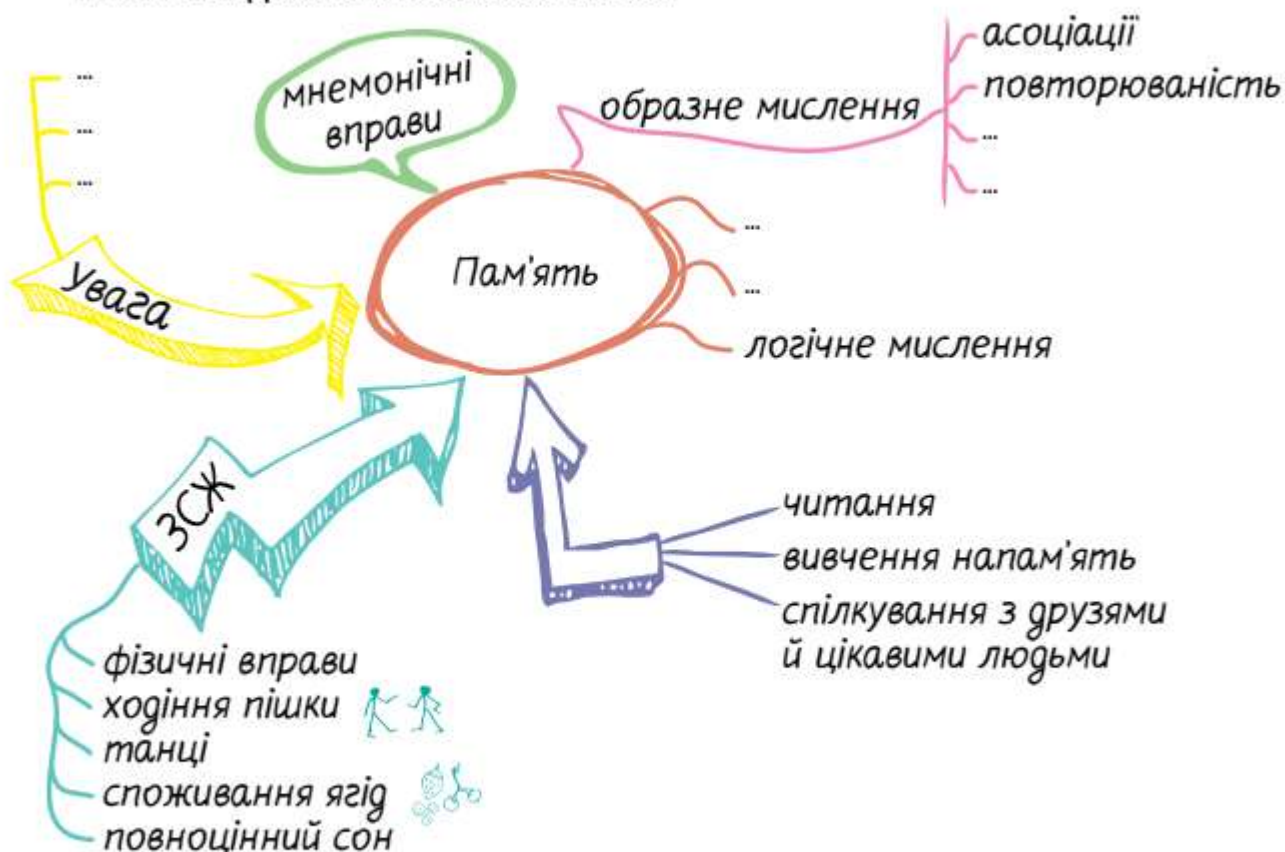 ...
...
...
Увага
мнемонічні
вправи
образне мислення
асоціації
повторюваність
...
...
Пам'ять
...
...
логічне мислення
ЗСЖ
фізичні вправи
ходіння пішки
танці
споживання ягід
повноцінний сон
читання
вивчення напам'ять
спілкування з друзями
й цікавими людьми